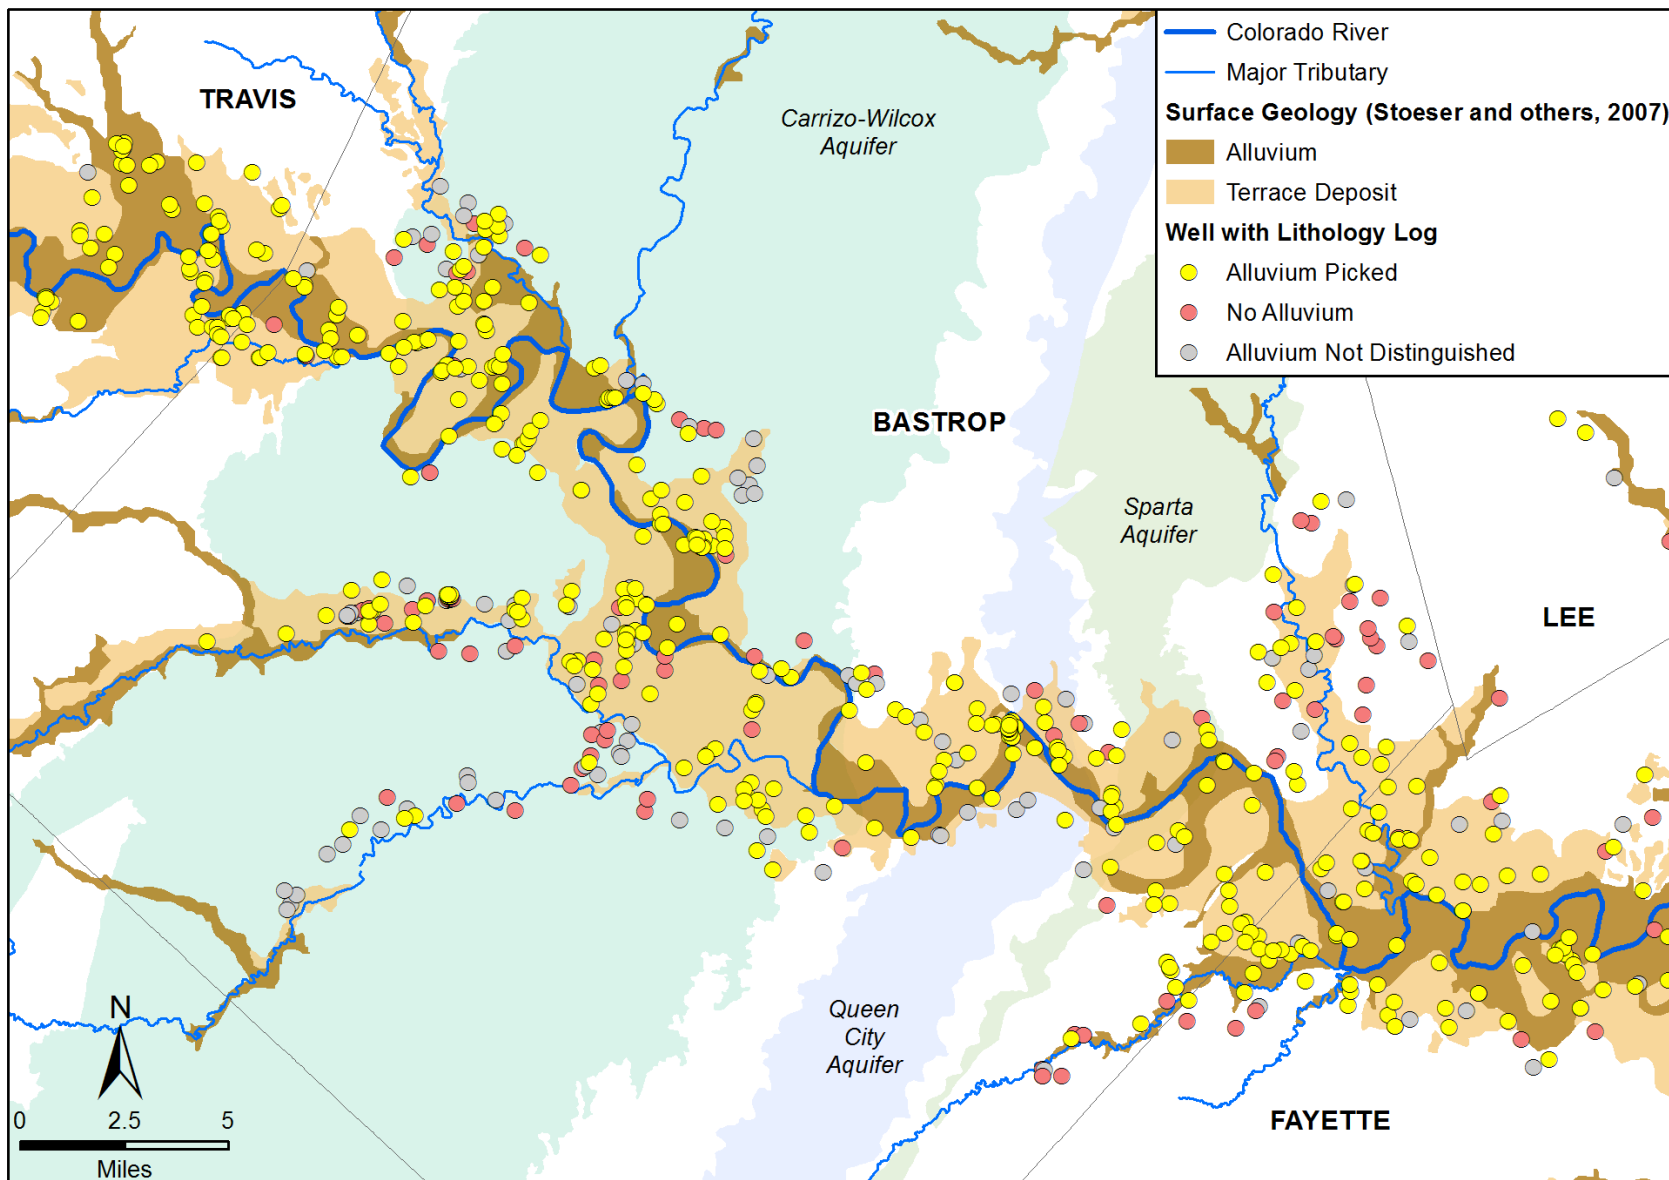 Colorado River
Major Tributary
Surface Geology (Stoeser and others, 2007)
Alluvium
Terrace Deposit
Well with Lithology Log
Alluvium Picked
No Alluvium
Alluvium Not Distinguished
TRAVIS
Carrizo-Wilcox
Aquifer
BASTROP
Sparta
Aquifer
LEE
Queen
City
Aquifer
FAYETTE
N
0 2.5 5
Miles